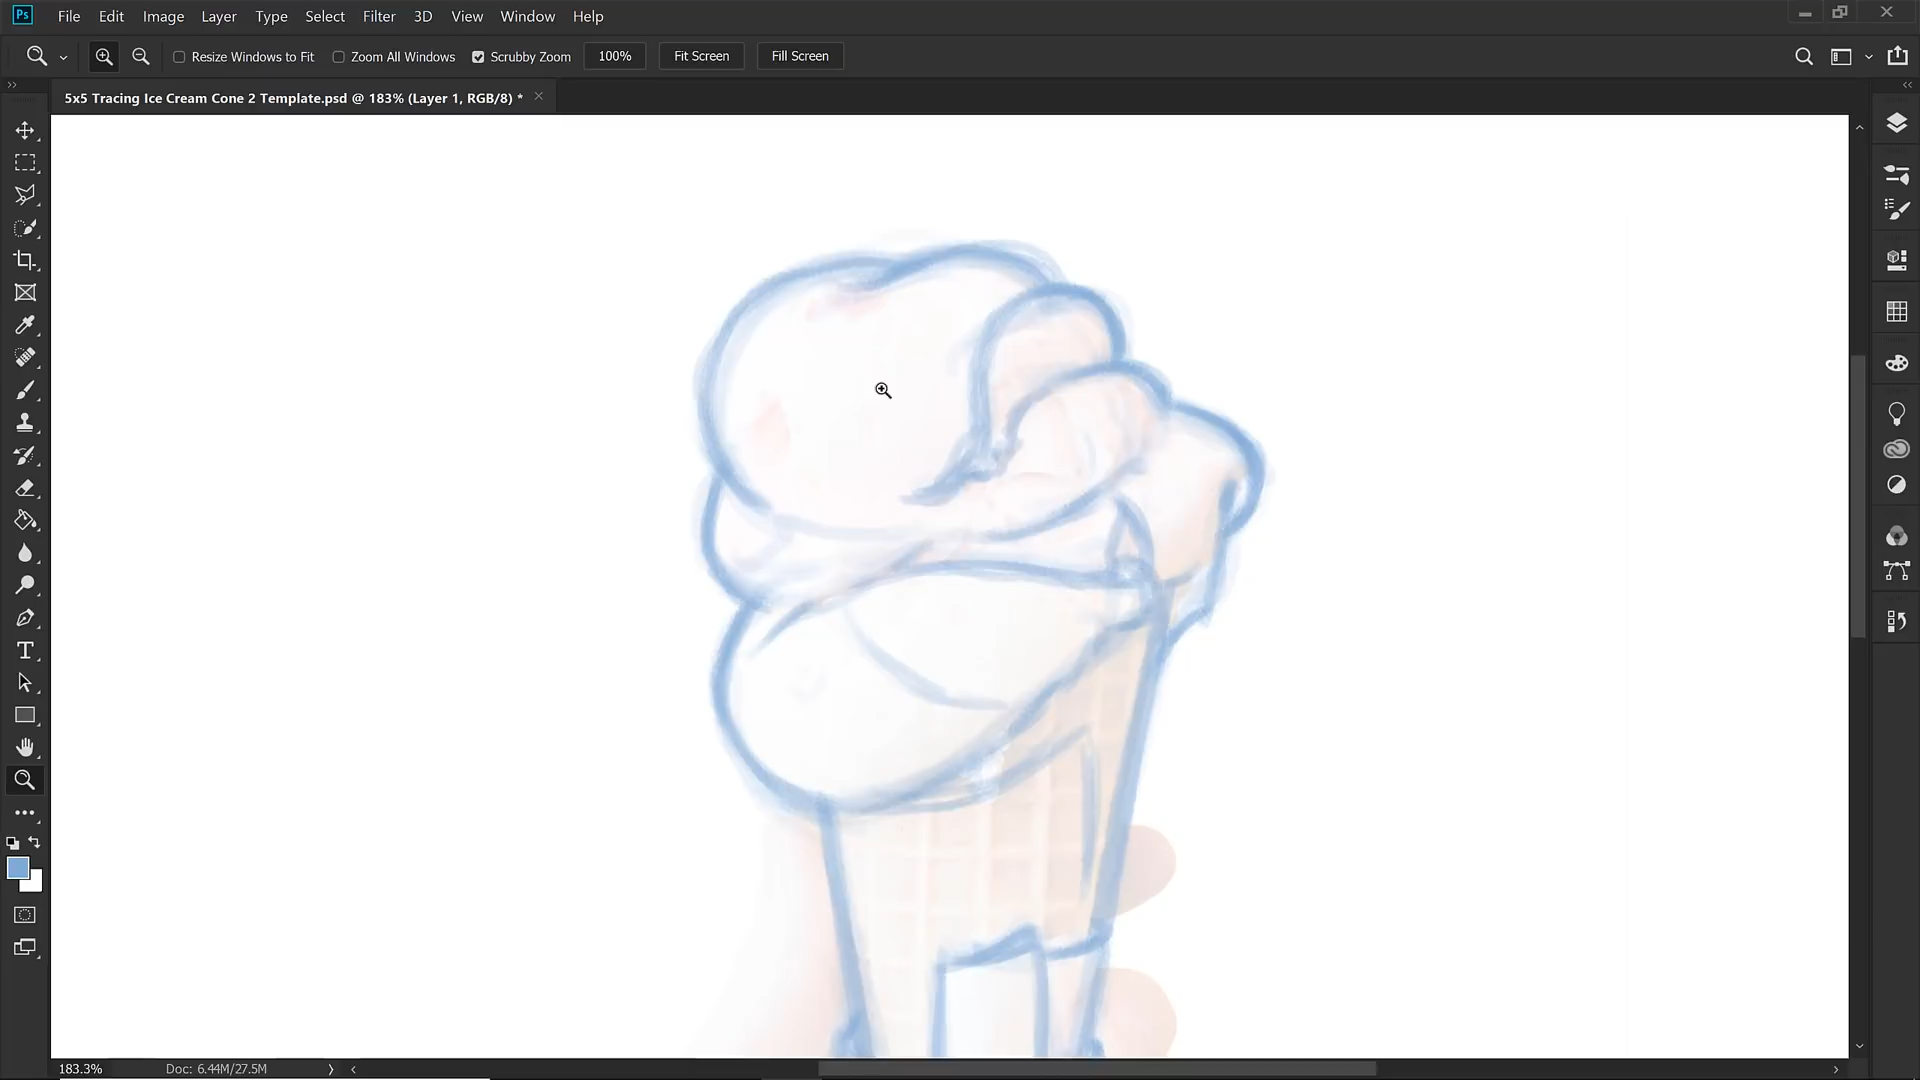 Ps File Edit Image Layer Type Select Filter 3D View Window Help
Resize Windows to Fit Zoom All Windows Scrubby Zoom 100% Fit Screen Fill Screen
5x5 Tracing Ice Cream Cone 2 Template.psd @ 183% (Layer 1, RGB/8) *
183.3% Doc: 6.44M/27.5M